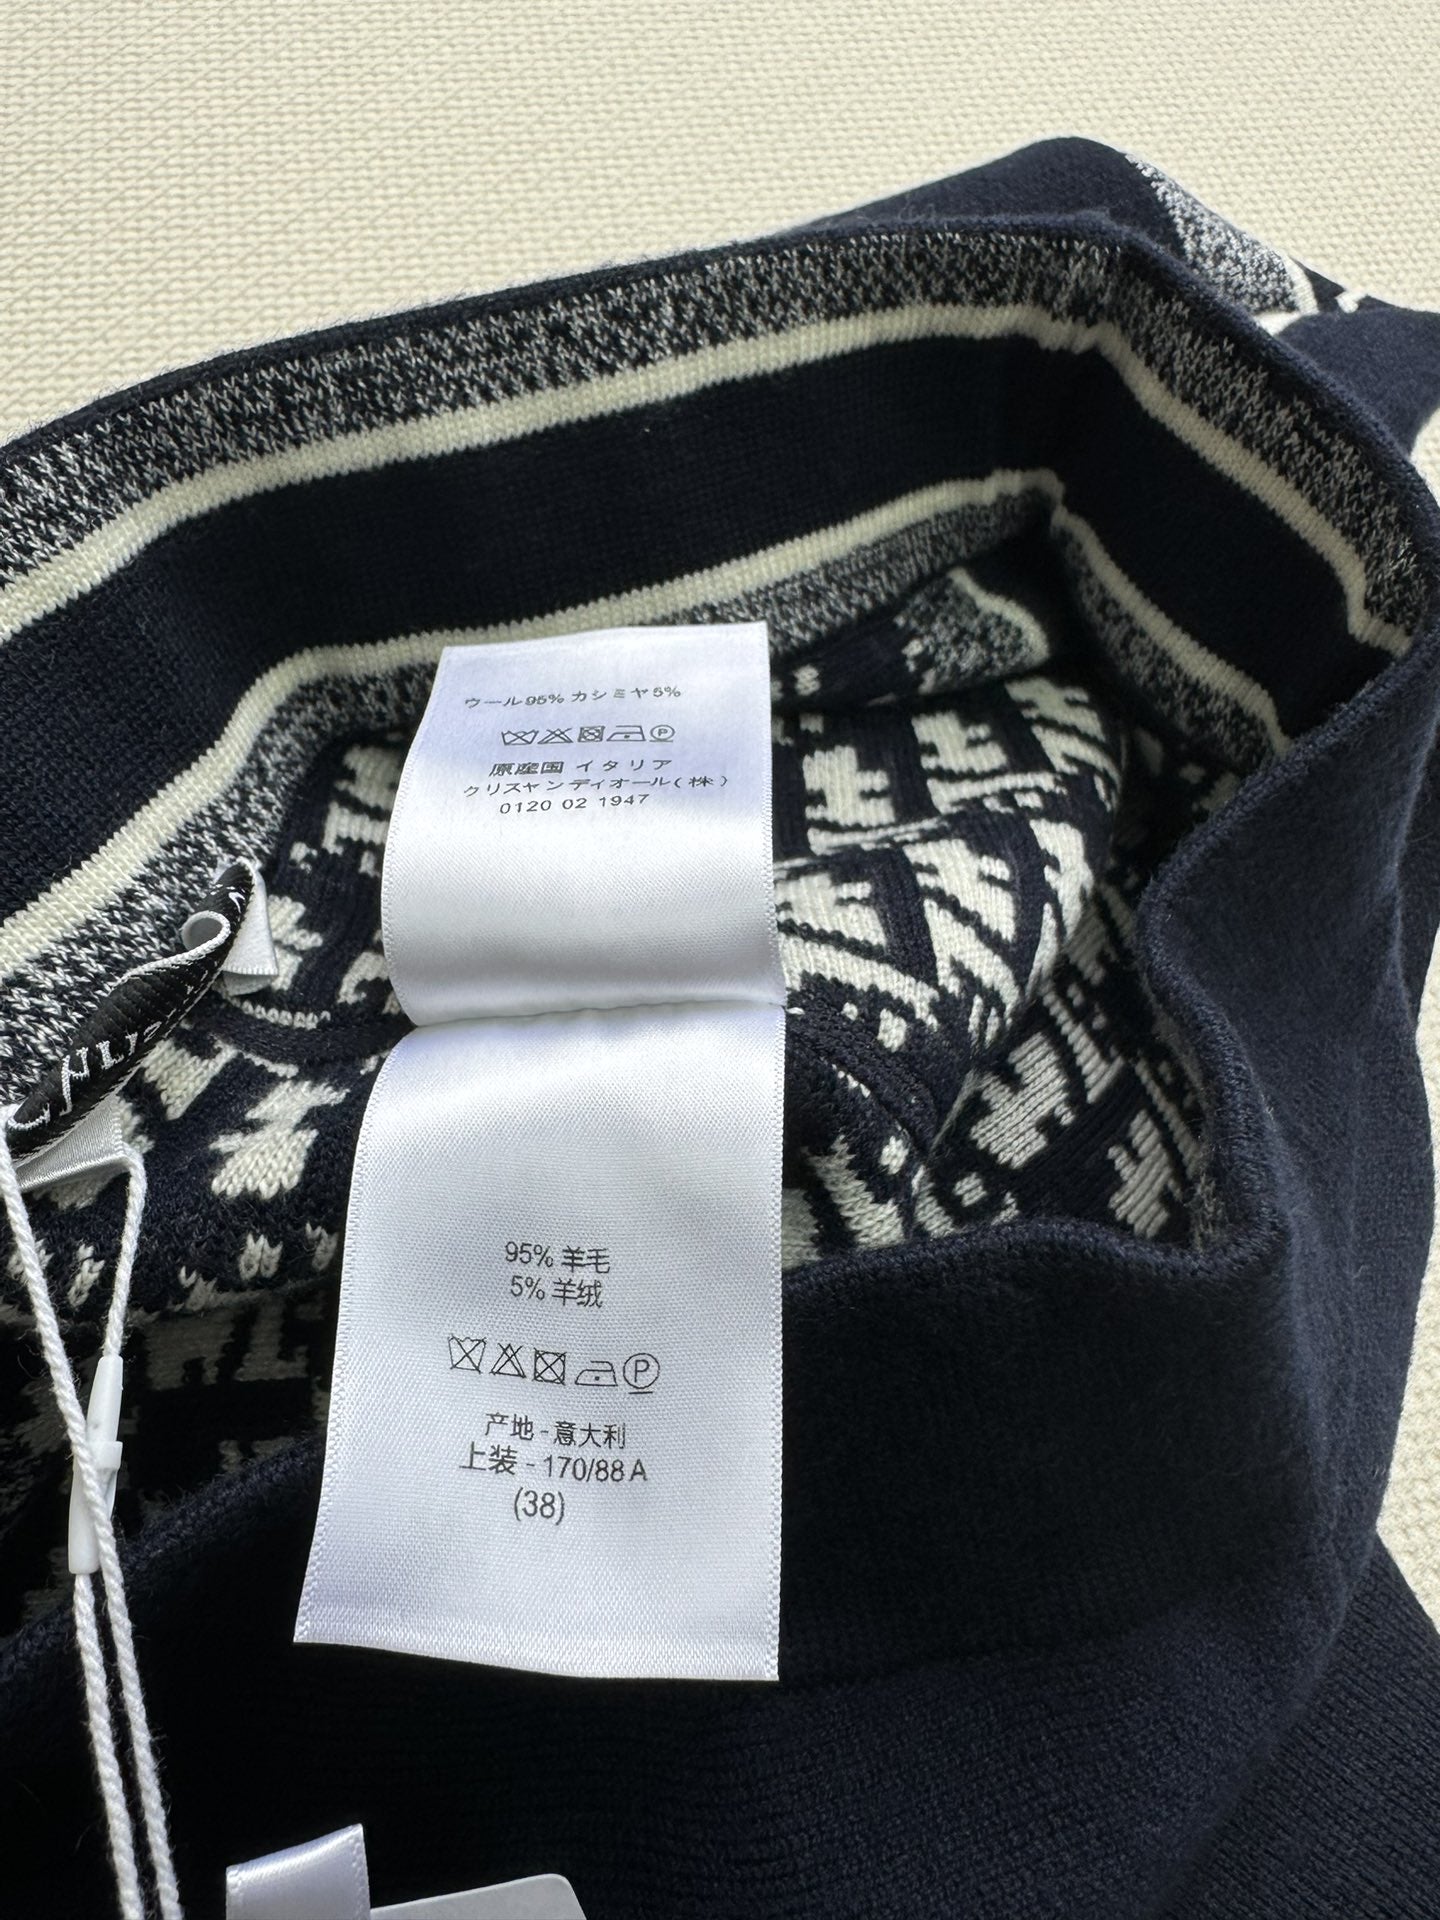 ウール95% カシミヤ5%
原産国 イタリア
クリスャンディオール(株)
0120 02 1947
95% 羊毛
5% 羊绒
P
产地 - 意大利
上装 - 170/88 A
(38)